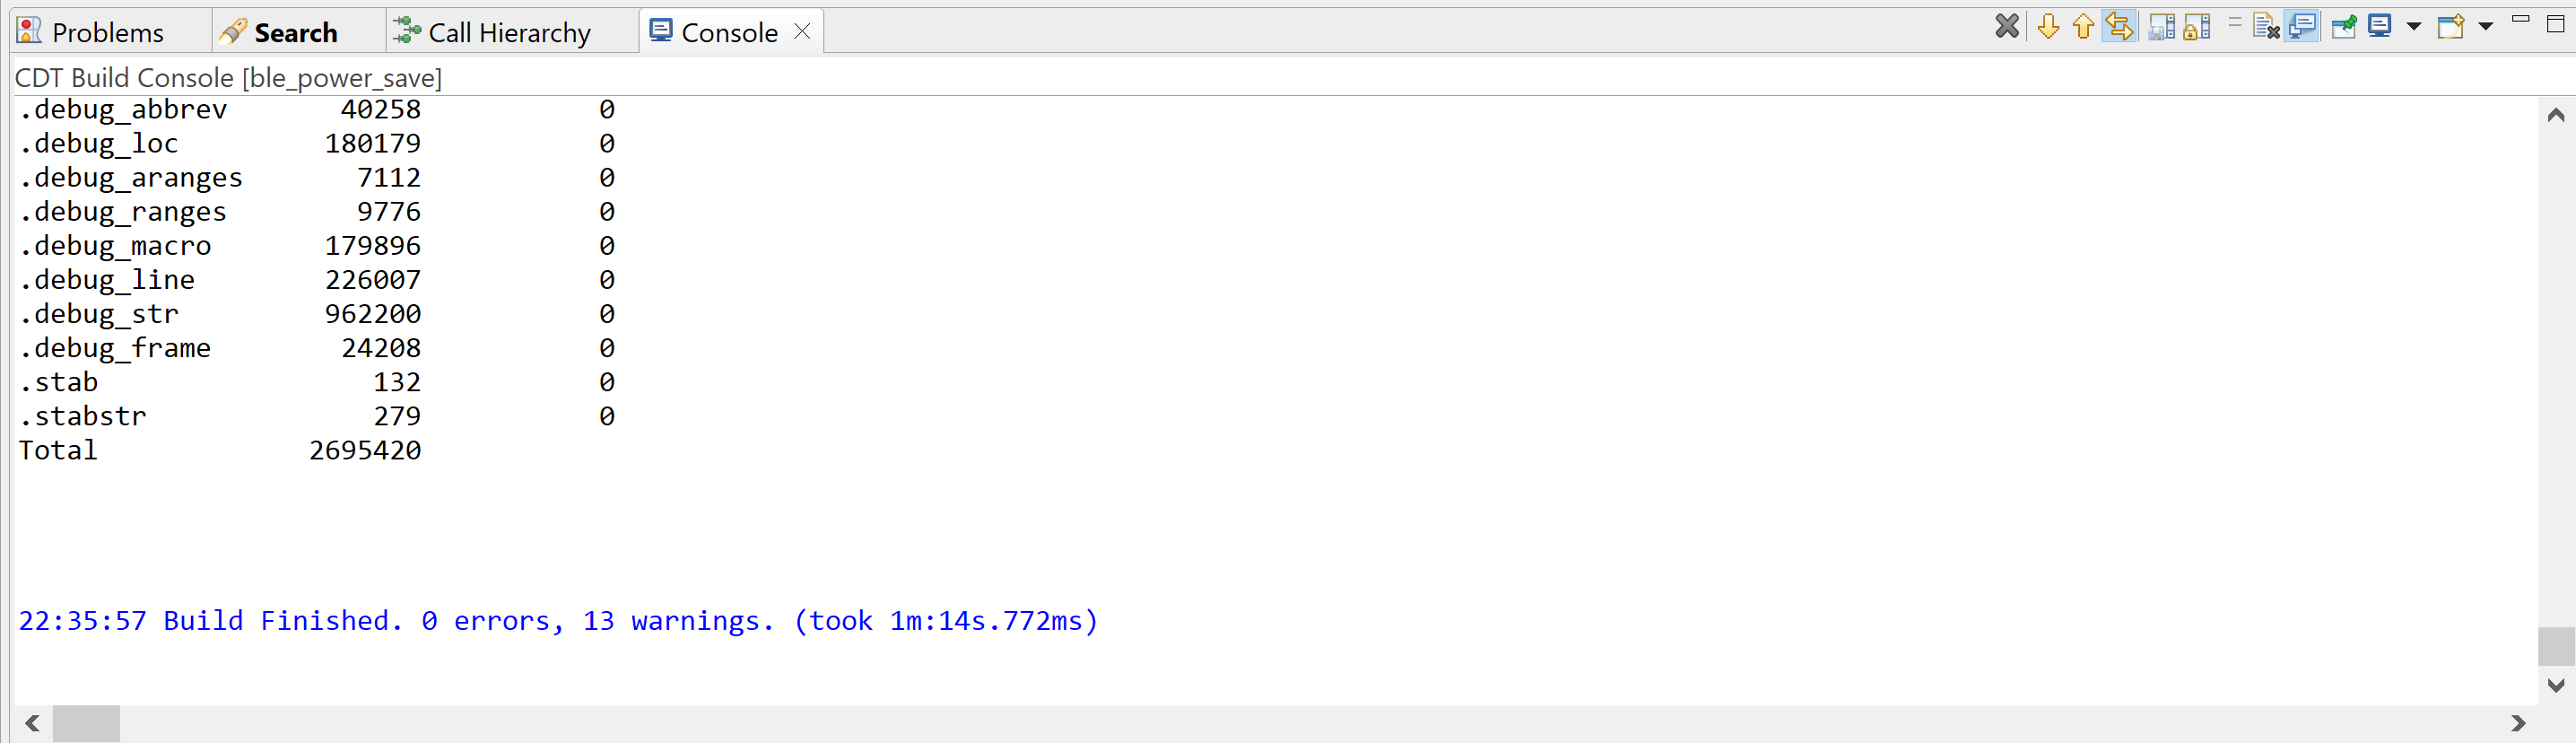 Problems Search Call Hierarchy Console
CDT Build Console [ble_power_save]
.debug_abbrev 40258 0
.debug_loc 180179 0
.debug_aranges 7112 0
.debug_ranges 9776 0
.debug_macro 179896 0
.debug_line 226007 0
.debug_str 962200 0
.debug_frame 24208 0
.stab 132 0
.stabstr 279 0
Total 2695420
22:35:57 Build Finished. 0 errors, 13 warnings. (took 1m:14s.772ms)